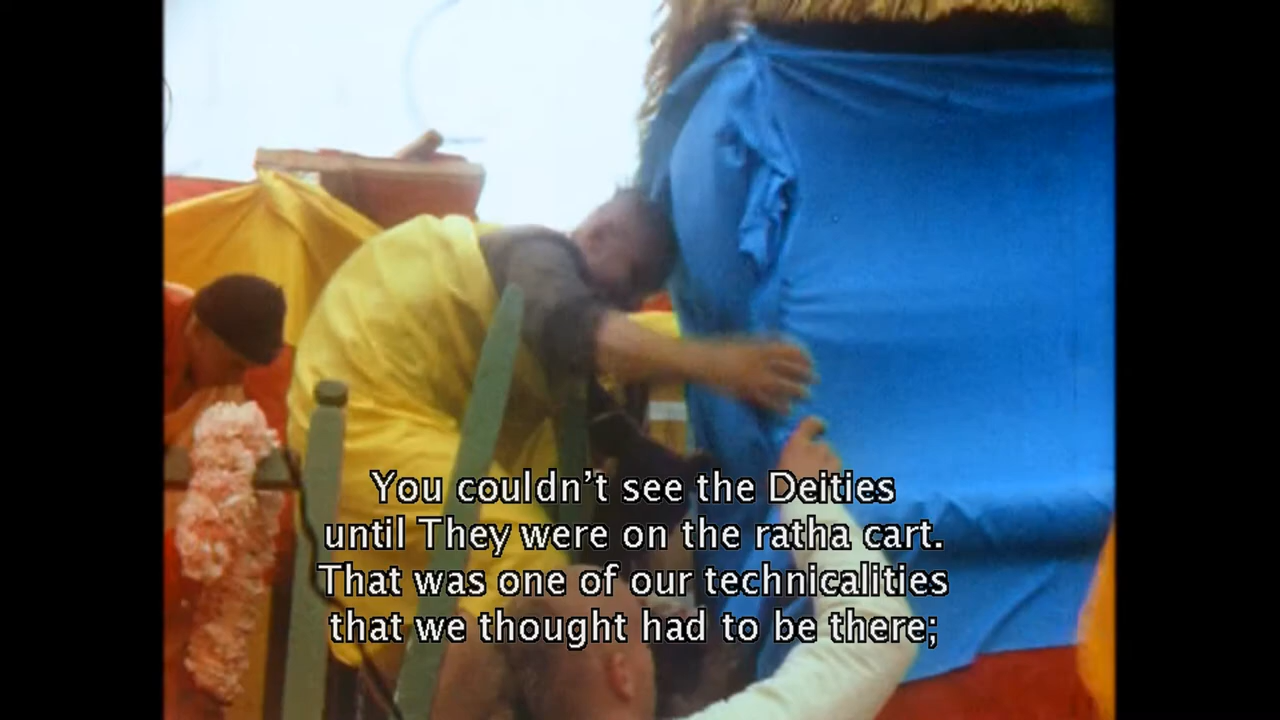 You couldn’t see the Deities
until They were on the ratha cart.
That was one of our technicalities
that we thought had to be there;